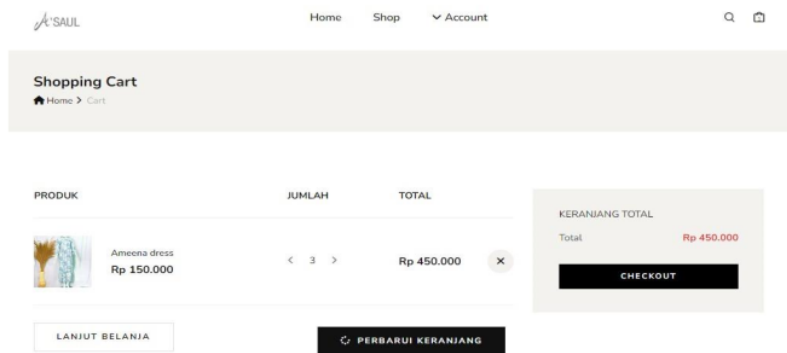 A'SAUL
Home Shop Account
Shopping Cart
Home > Cart
PRODUK JUMLAH TOTAL
Ameena dress
Rp 150.000
< 3 >
Rp 450.000
KERANJANG TOTAL
Total Rp 450.000
CHECKOUT
LANJUT BELANJA
PERBARUI KERANJANG